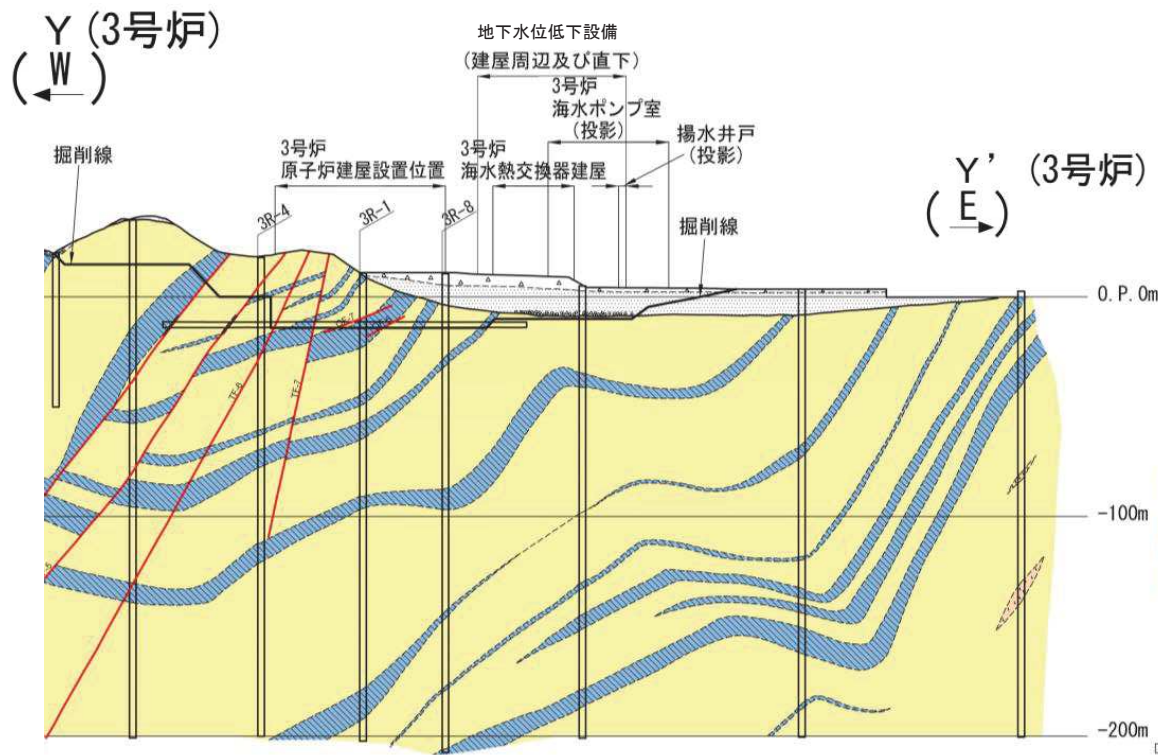 Y (3号炉)
(W)
地下水位低下設備
(建屋周辺及び直下)
3号炉
海水ポンプ室
(投影)
揚水井戸
(投影)
掘削線
3号炉
原子炉建屋設置位置
3号炉
海水熱交換器建屋
Y' (3号炉)
(E)
3R-4
3R-1
3R-8
掘削線
O.P.0m
TF-6
TF-7
-100m
-200m